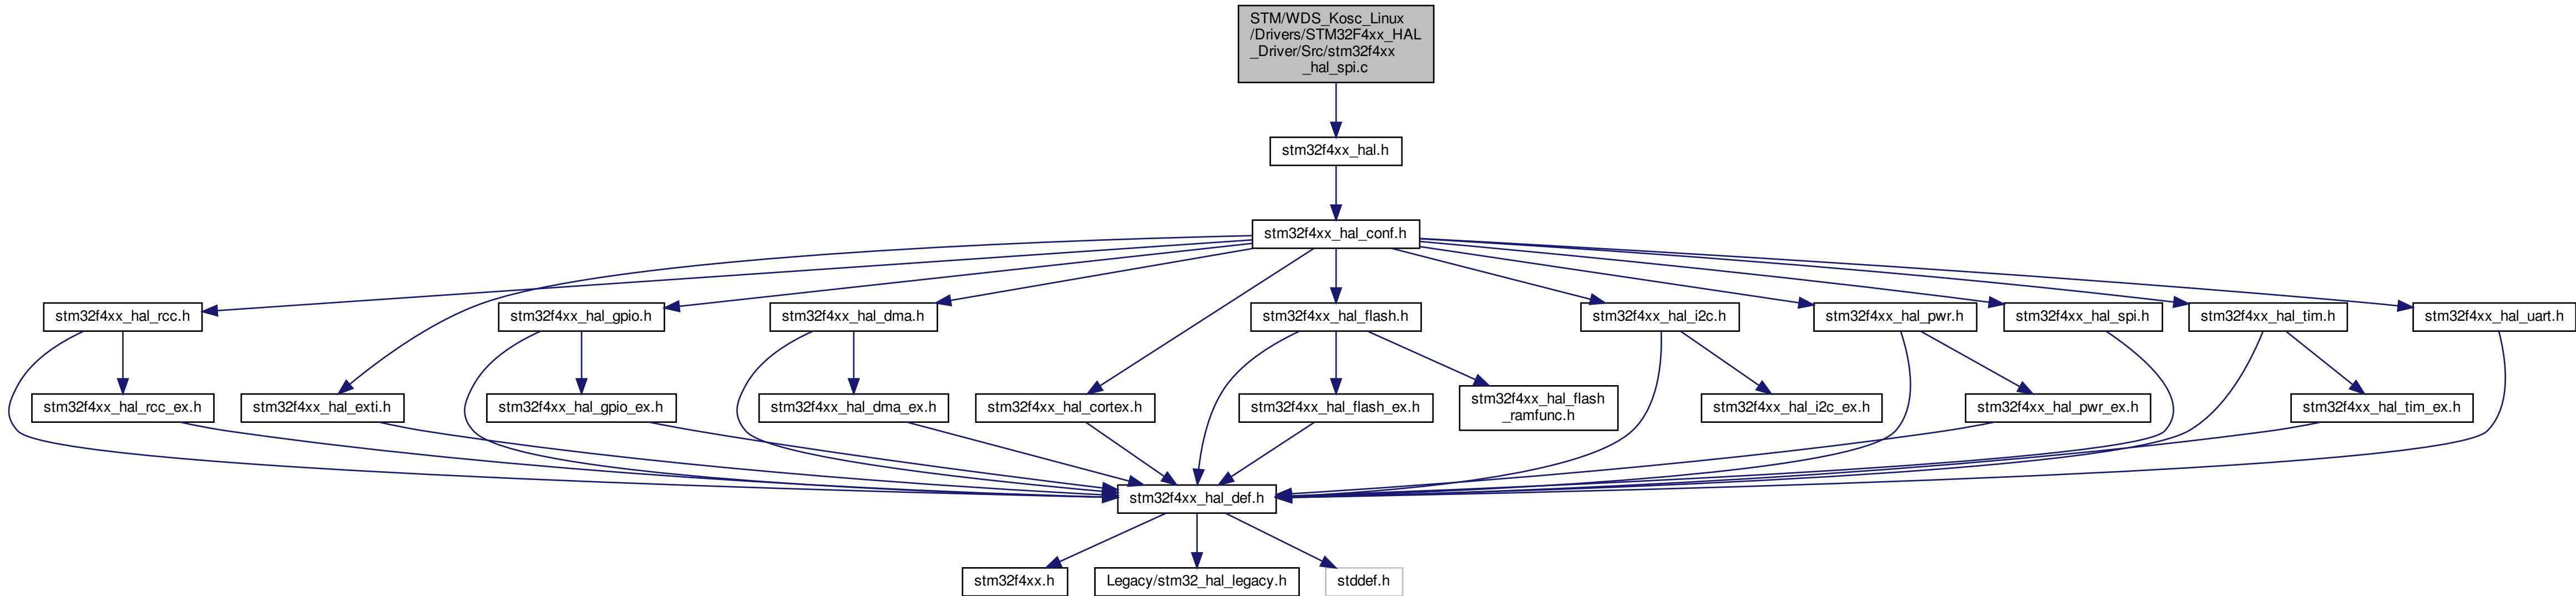 STM/WDS_Kosc_Linux
/Drivers/STM32F4xx_HAL
_Driver/Src/stm32f4xx
_hal_spi.c
stm32f4xx_hal.h
stm32f4xx_hal_conf.h
stm32f4xx_hal_rcc.h
stm32f4xx_hal_gpio.h
stm32f4xx_hal_dma.h
stm32f4xx_hal_flash.h
stm32f4xx_hal_i2c.h
stm32f4xx_hal_pwr.h
stm32f4xx_hal_spi.h
stm32f4xx_hal_tim.h
stm32f4xx_hal_uart.h
stm32f4xx_hal_rcc_ex.h
stm32f4xx_hal_exti.h
stm32f4xx_hal_gpio_ex.h
stm32f4xx_hal_dma_ex.h
stm32f4xx_hal_cortex.h
stm32f4xx_hal_flash_ex.h
stm32f4xx_hal_flash
_ramfunc.h
stm32f4xx_hal_i2c_ex.h
stm32f4xx_hal_pwr_ex.h
stm32f4xx_hal_tim_ex.h
stm32f4xx_hal_def.h
stm32f4xx.h
Legacy/stm32_hal_legacy.h
stddef.h